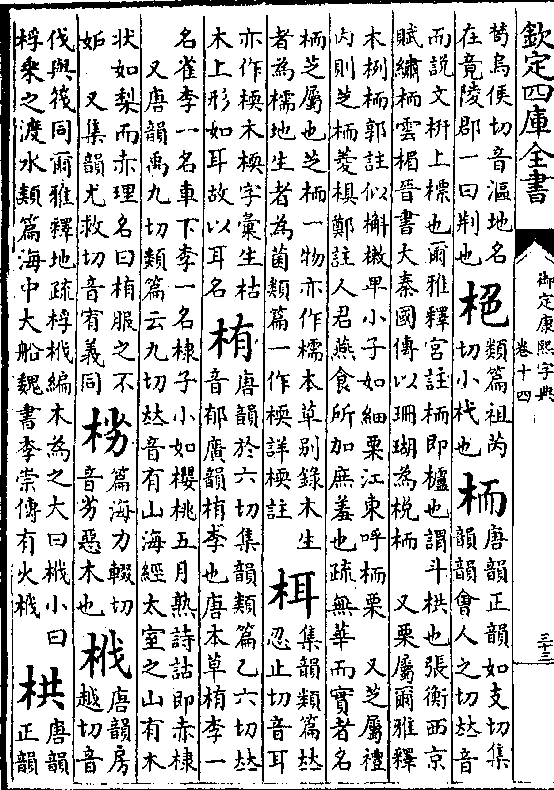 欽定四庫全書
御定康熙字典
卷十四
三十三
苟烏侯切音漚地名
在竟陵郡一曰剘也
栬
類篇祖芮
切小栈也
栭
唐韻正韻如支切集
韻韻會人之切𠀤音
而說文枅上標也爾雅釋宮註栭即櫨也謂斗栱也張衡西京
賦繡栭雲楣晉書大秦國傳以珊瑚為棁栭 又栗屬爾雅釋
木栵栭郭註似檞樕卑小子如細栗江東呼栭栗 又芝屬禮
內則芝栭菱椇鄭註人君燕食所加庶羞也疏無華而實者名
栭芝屬也芝栭一物亦作檽本草别錄木生
者為檽地生者為菌類篇一作㮕詳㮕註
栮
集韻類篇𠀤
忍止切音耳
亦作㮕木㮕字彙生枯
木上形如耳故以耳名
栯
唐韻於六切集韻類篇乙六切𠀤
音郁廣韻栯李也唐本草栯李一
名雀李一名車下李一名棣子小如櫻桃五月熟詩詁即赤棣
又唐韻禹九切類篇云九切𠀤音有山海經太室之山有木
狀如梨而赤理名曰栯服之不
妬 又集韻尤救切音宥義同
栛
篇海力輟切
音劣惡木也
栰
唐韻房
越切音
伐與筏同爾雅釋地疏桴栰編木為之大曰栰小曰
桴乘之渡水類篇海中大船魏書李崇傳有火栰
栱
唐韻
正韻